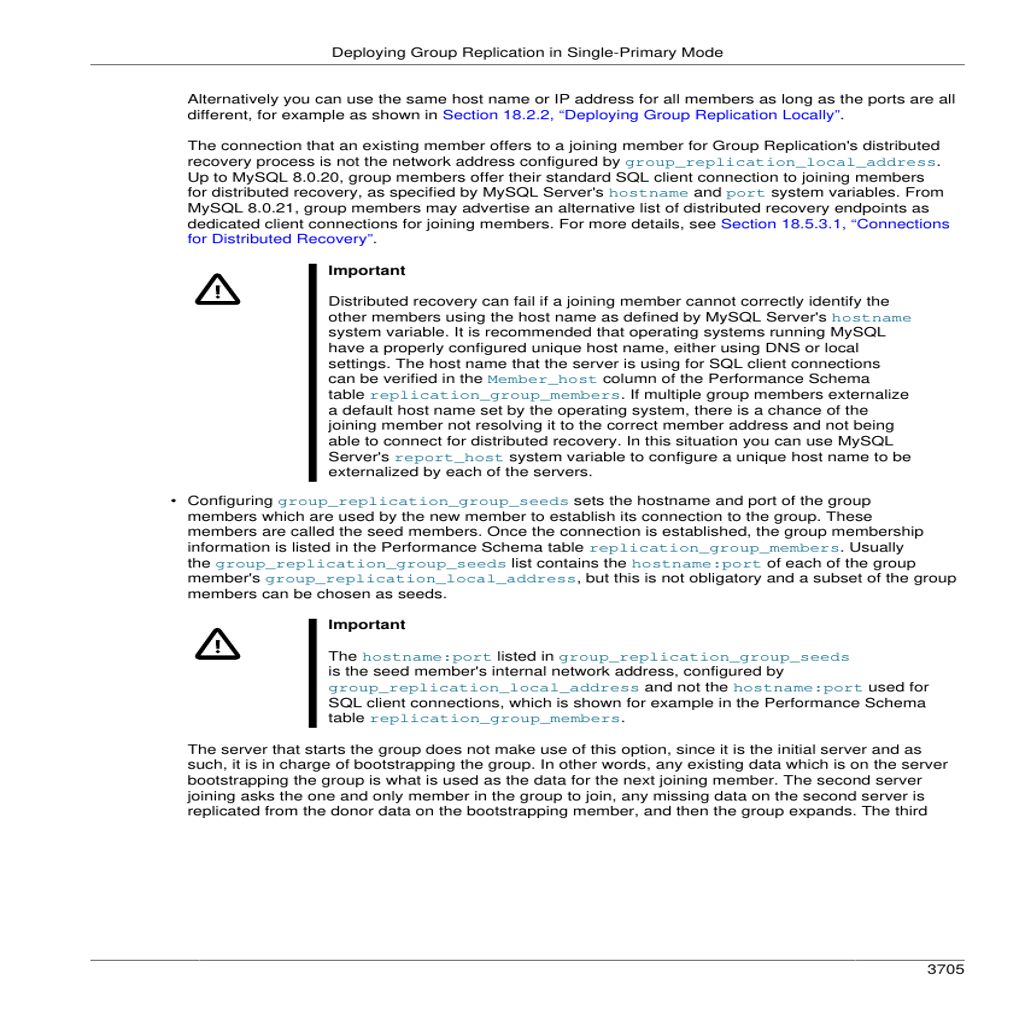 Deploying Group Replication in Single-Primary Mode
Alternatively you can use the same host name or IP address for all members as long as the ports are all
different, for example as shown in Section 18.2.2, “Deploying Group Replication Locally”.
The connection that an existing member offers to a joining member for Group Replication's distributed
recovery process is not the network address configured by group_replication_local_address.
Up to MySQL 8.0.20, group members offer their standard SQL client connection to joining members
for distributed recovery, as specified by MySQL Server's hostname and port system variables. From
MySQL 8.0.21, group members may advertise an alternative list of distributed recovery endpoints as
dedicated client connections for joining members. For more details, see Section 18.5.3.1, “Connections
for Distributed Recovery”.
Important
Distributed recovery can fail if a joining member cannot correctly identify the
other members using the host name as defined by MySQL Server's hostname
system variable. It is recommended that operating systems running MySQL
have a properly configured unique host name, either using DNS or local
settings. The host name that the server is using for SQL client connections
can be verified in the Member_host column of the Performance Schema
table replication_group_members. If multiple group members externalize
a default host name set by the operating system, there is a chance of the
joining member not resolving it to the correct member address and not being
able to connect for distributed recovery. In this situation you can use MySQL
Server's report_host system variable to configure a unique host name to be
externalized by each of the servers.
• Configuring group_replication_group_seeds sets the hostname and port of the group
members which are used by the new member to establish its connection to the group. These
members are called the seed members. Once the connection is established, the group membership
information is listed in the Performance Schema table replication_group_members. Usually
the group_replication_group_seeds list contains the hostname:port of each of the group
member's group_replication_local_address, but this is not obligatory and a subset of the group
members can be chosen as seeds.
Important
The hostname:port listed in group_replication_group_seeds
is the seed member's internal network address, configured by
group_replication_local_address and not the hostname:port used for
SQL client connections, which is shown for example in the Performance Schema
table replication_group_members.
The server that starts the group does not make use of this option, since it is the initial server and as
such, it is in charge of bootstrapping the group. In other words, any existing data which is on the server
bootstrapping the group is what is used as the data for the next joining member. The second server
joining asks the one and only member in the group to join, any missing data on the second server is
replicated from the donor data on the bootstrapping member, and then the group expands. The third
3705